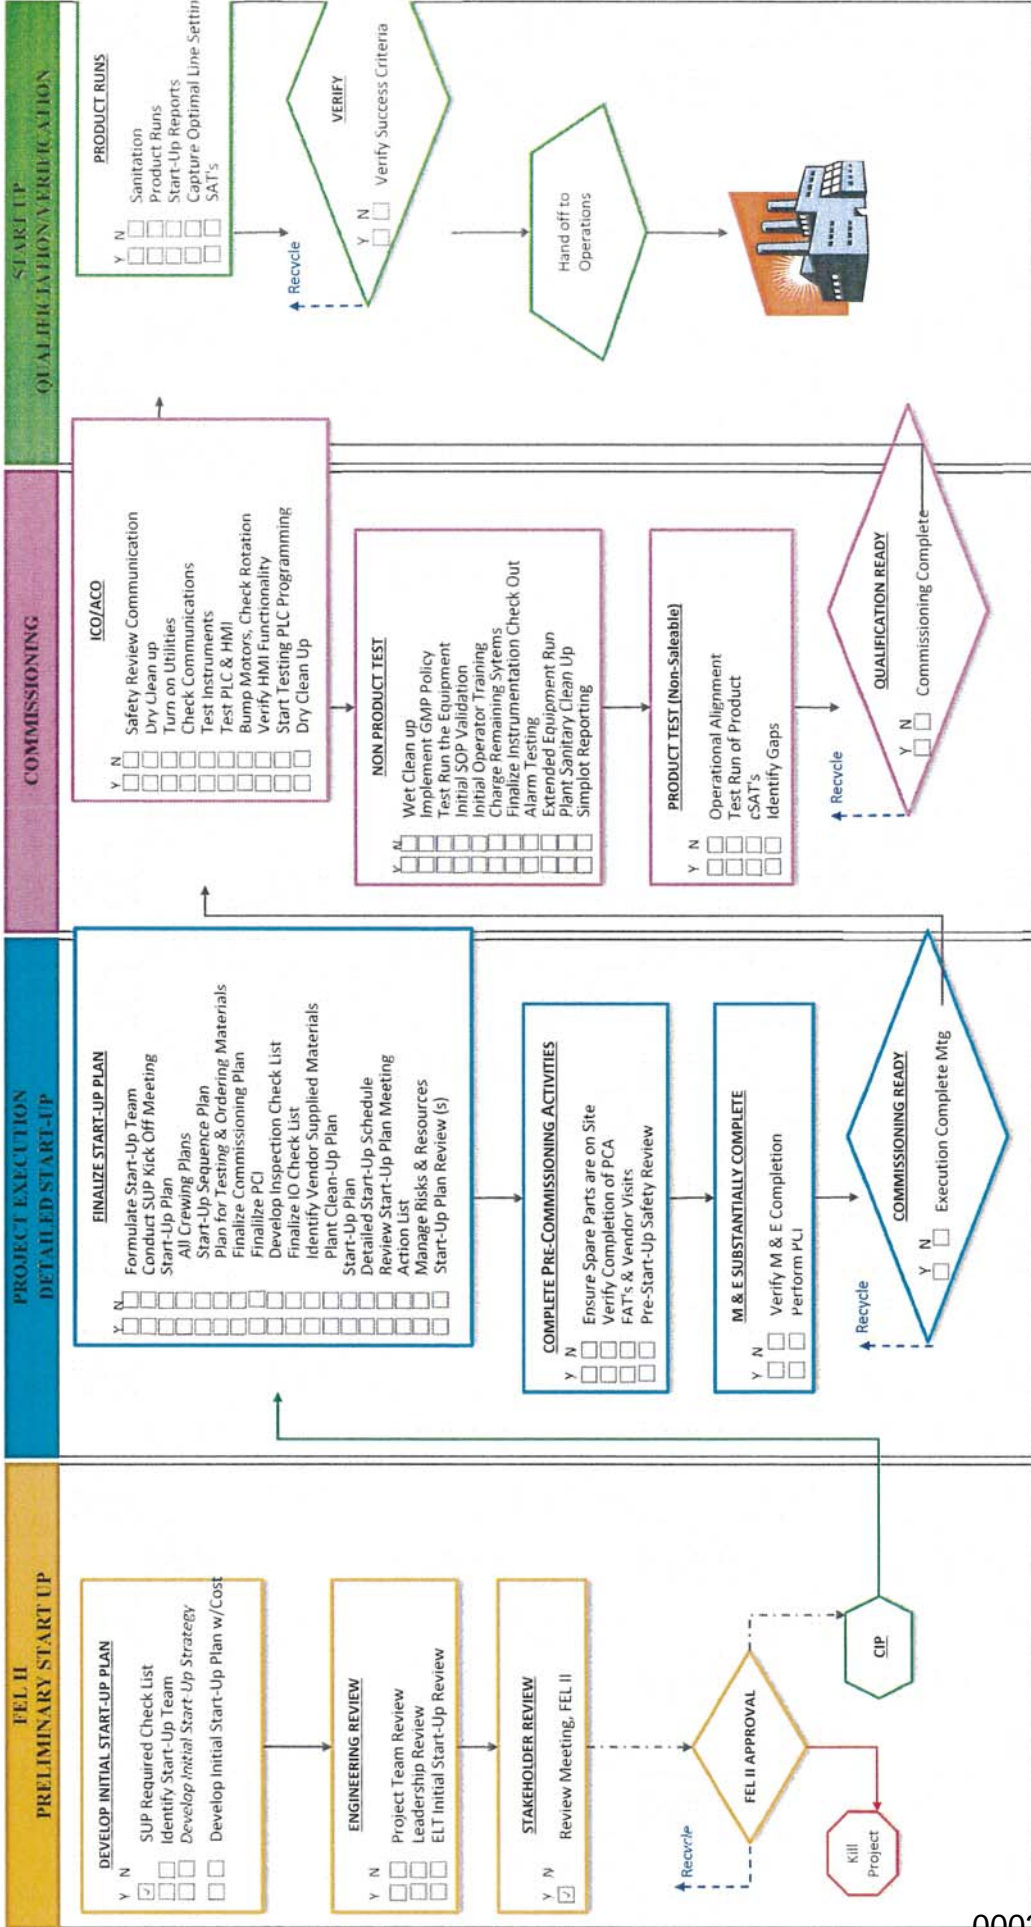 FEL II
PRELIMINARY START UP
DEVELOP INITIAL START-UP PLAN
Y N
SUP Required Check List
Identify Start-Up Team
Develop Initial Start-Up Strategy
Develop Initial Start-Up Plan w/Cost
ENGINEERING REVIEW
Y N
Project Team Review
Leadership Review
ELT Initial Start-Up Review
STAKEHOLDER REVIEW
Y N
Review Meeting, FEL II
Recycle
FEL II APPROVAL
Kill
Project
CIP
PROJECT EXECUTION
DETAILED START-UP
FINALIZE START-UP PLAN
Y N
Formulate Start-Up Team
Conduct SUP Kick Off Meeting
Start-Up Plan
All Crewing Plans
Start-Up Sequence Plan
Plan for Testing & Ordering Materials
Finalize Commissioning Plan
Finalilze PCI
Develop Inspection Check List
Finalize IO Check List
Identify Vendor Supplied Materials
Plant Clean-Up Plan
Start-Up Plan
Detailed Start-Up Schedule
Review Start-Up Plan Meeting
Action List
Manage Risks & Resources
Start-Up Plan Review (s)
COMPLETE PRE-COMMISSIONING ACTIVITIES
Y N
Ensure Spare Parts are on Site
Verify Completion of PCA
FAT's & Vendor Visits
Pre-Start-Up Safety Review
M & E SUBSTANTIALLY COMPLETE
Y N
Verify M & E Completion
Perform PCI
Recycle
COMMISSIONING READY
Y N
Execution Complete Mtg
COMMISSIONING
ICO/ACO
Y N
Safety Review Communication
Dry Clean up
Turn on Utilities
Check Communications
Test Instruments
Test PLC & HMI
Bump Motors, Check Rotation
Verify HMI Functionality
Start Testing PLC Programming
Dry Clean Up
NON PRODUCT TEST
Y N
Wet Clean up
Implement GMP Policy
Test Run the Equipment
Initial SOP Validation
Initial Operator Training
Charge Remaining Sytems
Finalize Instrumentation Check Out
Alarm Testing
Extended Equipment Run
Plant Sanitary Clean Up
Simplot Reporting
PRODUCT TEST (Non-Saleable)
Y N
Operational Alignment
Test Run of Product
cSAT's
Identify Gaps
Recycle
QUALIFICATION READY
Y N
Commissioning Complete
START UP
QUALIFICIATION/VERIFICATION
PRODUCT RUNS
Y N
Sanitation
Product Runs
Start-Up Reports
Capture Optimal Line Settin
SAT's
Recycle
VERIFY
Y N
Verify Success Criteria
Hand off to
Operations